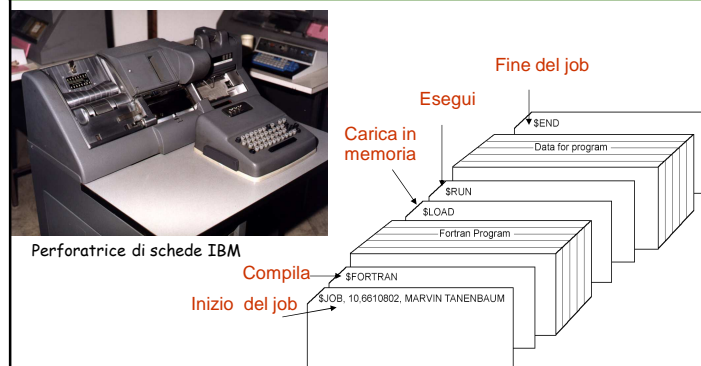 Fine del job
Esegui
Carica in
memoria
$END
Data for program
$RUN
$LOAD
Fortran Program
Perforatrice di schede IBM
Compila
$FORTRAN
Inizio del job
$JOB, 10,6610802, MARVIN TANENBAUM